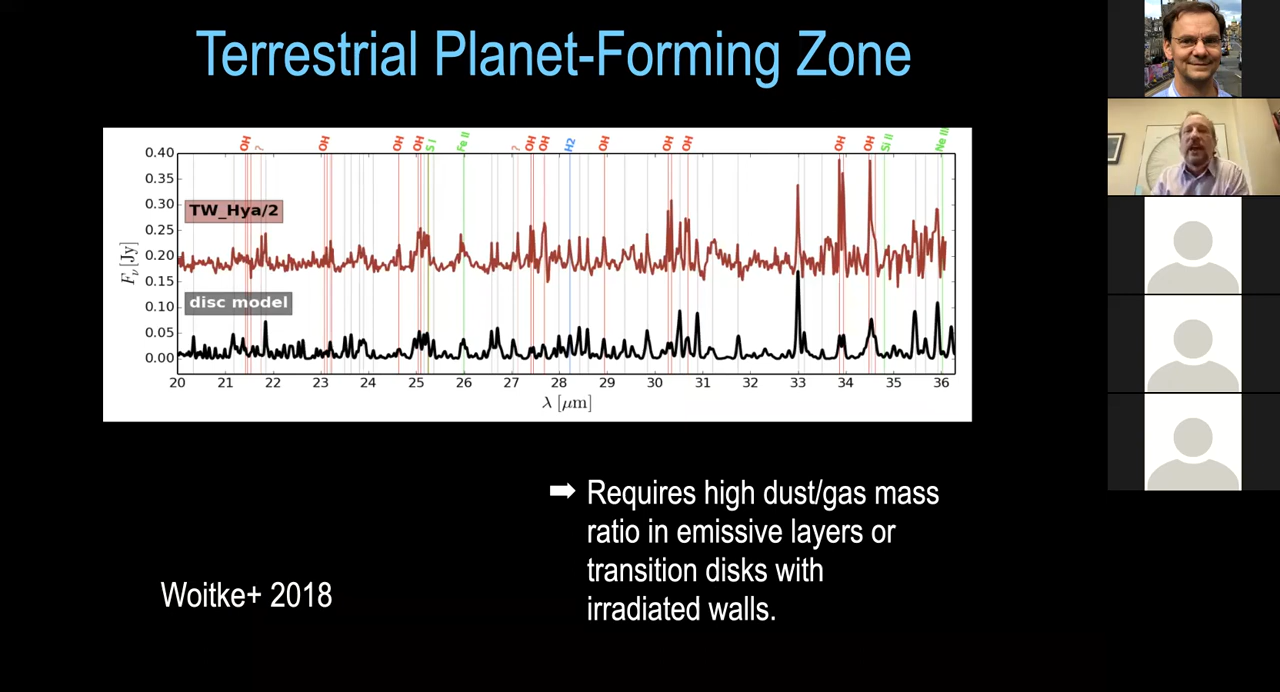 Terrestrial Planet-Forming Zone
OH ? OH OH OH S I Fe II ? OH OH H2 OH OH OH OH OH Si II Ne III
0.40
0.35
0.30
0.25
0.20
0.15
0.10
0.05
0.00
Fν [Jy]
TW_Hya/2
disc model
20 21 22 23 24 25 26 27 28 29 30 31 32 33 34 35 36
λ [μm]
➡ Requires high dust/gas mass
ratio in emissive layers or
transition disks with
irradiated walls.
Woitke+ 2018